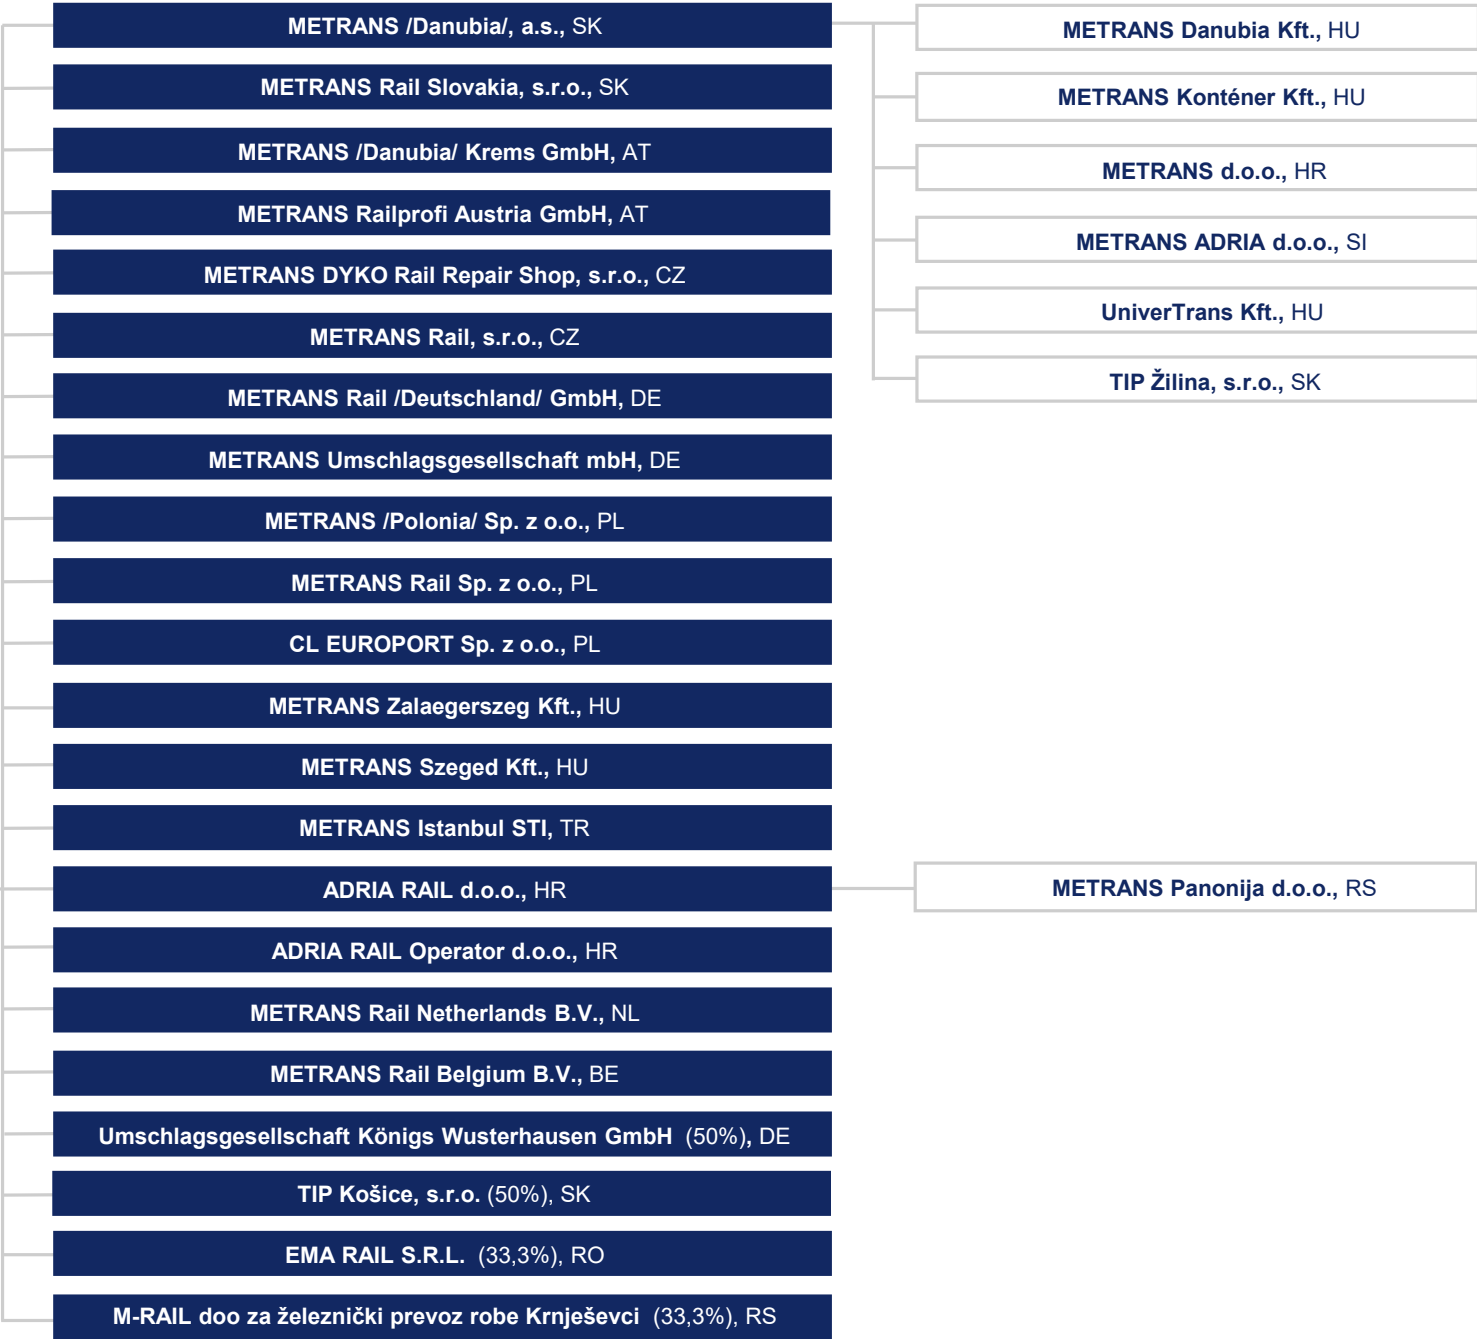 METRANS /Danubia/, a.s., SK
METRANS Rail Slovakia, s.r.o., SK
METRANS /Danubia/ Krems GmbH, AT
METRANS Railprofi Austria GmbH, AT
METRANS DYKO Rail Repair Shop, s.r.o., CZ
METRANS Rail, s.r.o., CZ
METRANS Rail /Deutschland/ GmbH, DE
METRANS Umschlagsgesellschaft mbH, DE
METRANS /Polonia/ Sp. z o.o., PL
METRANS Rail Sp. z o.o., PL
CL EUROPORT Sp. z o.o., PL
METRANS Zalaegerszeg Kft., HU
METRANS Szeged Kft., HU
METRANS Istanbul STI, TR
ADRIA RAIL d.o.o., HR
ADRIA RAIL Operator d.o.o., HR
METRANS Rail Netherlands B.V., NL
METRANS Rail Belgium B.V., BE
Umschlagsgesellschaft Königs Wusterhausen GmbH (50%), DE
TIP Košice, s.r.o. (50%), SK
EMA RAIL S.R.L. (33,3%), RO
M-RAIL doo za železnički prevoz robe Krnješevci (33,3%), RS
METRANS Danubia Kft., HU
METRANS Konténer Kft., HU
METRANS d.o.o., HR
METRANS ADRIA d.o.o., SI
UniverTrans Kft., HU
TIP Žilina, s.r.o., SK
METRANS Panonija d.o.o., RS